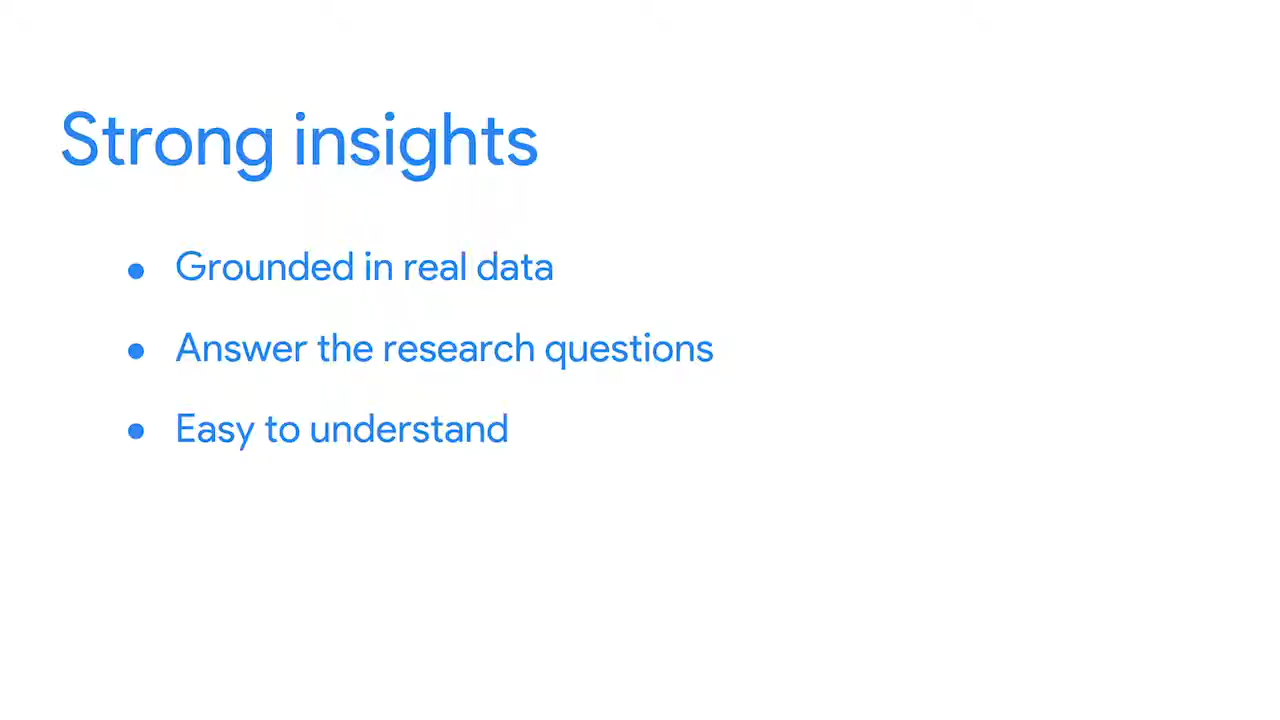 Strong insights
● Grounded in real data
● Answer the research questions
● Easy to understand